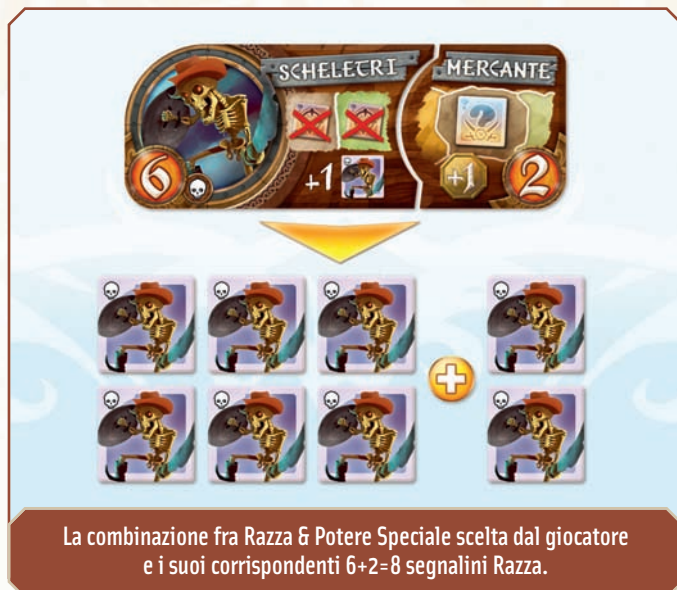 SCHELETRI MERCANTE
+1 +1
6 2
La combinazione fra Razza & Potere Speciale scelta dal giocatore
e i suoi corrispondenti 6+2=8 segnalini Razza.